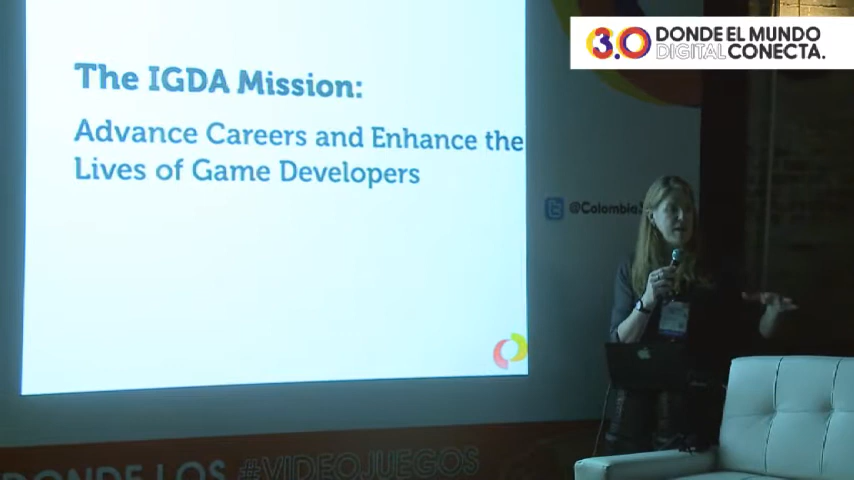 3.0 DONDE EL MUNDO
DIGITAL CONECTA.
The IGDA Mission:
Advance Careers and Enhance the
Lives of Game Developers
@Colombia3
DONDE LOS #VIDEOJUEGOS